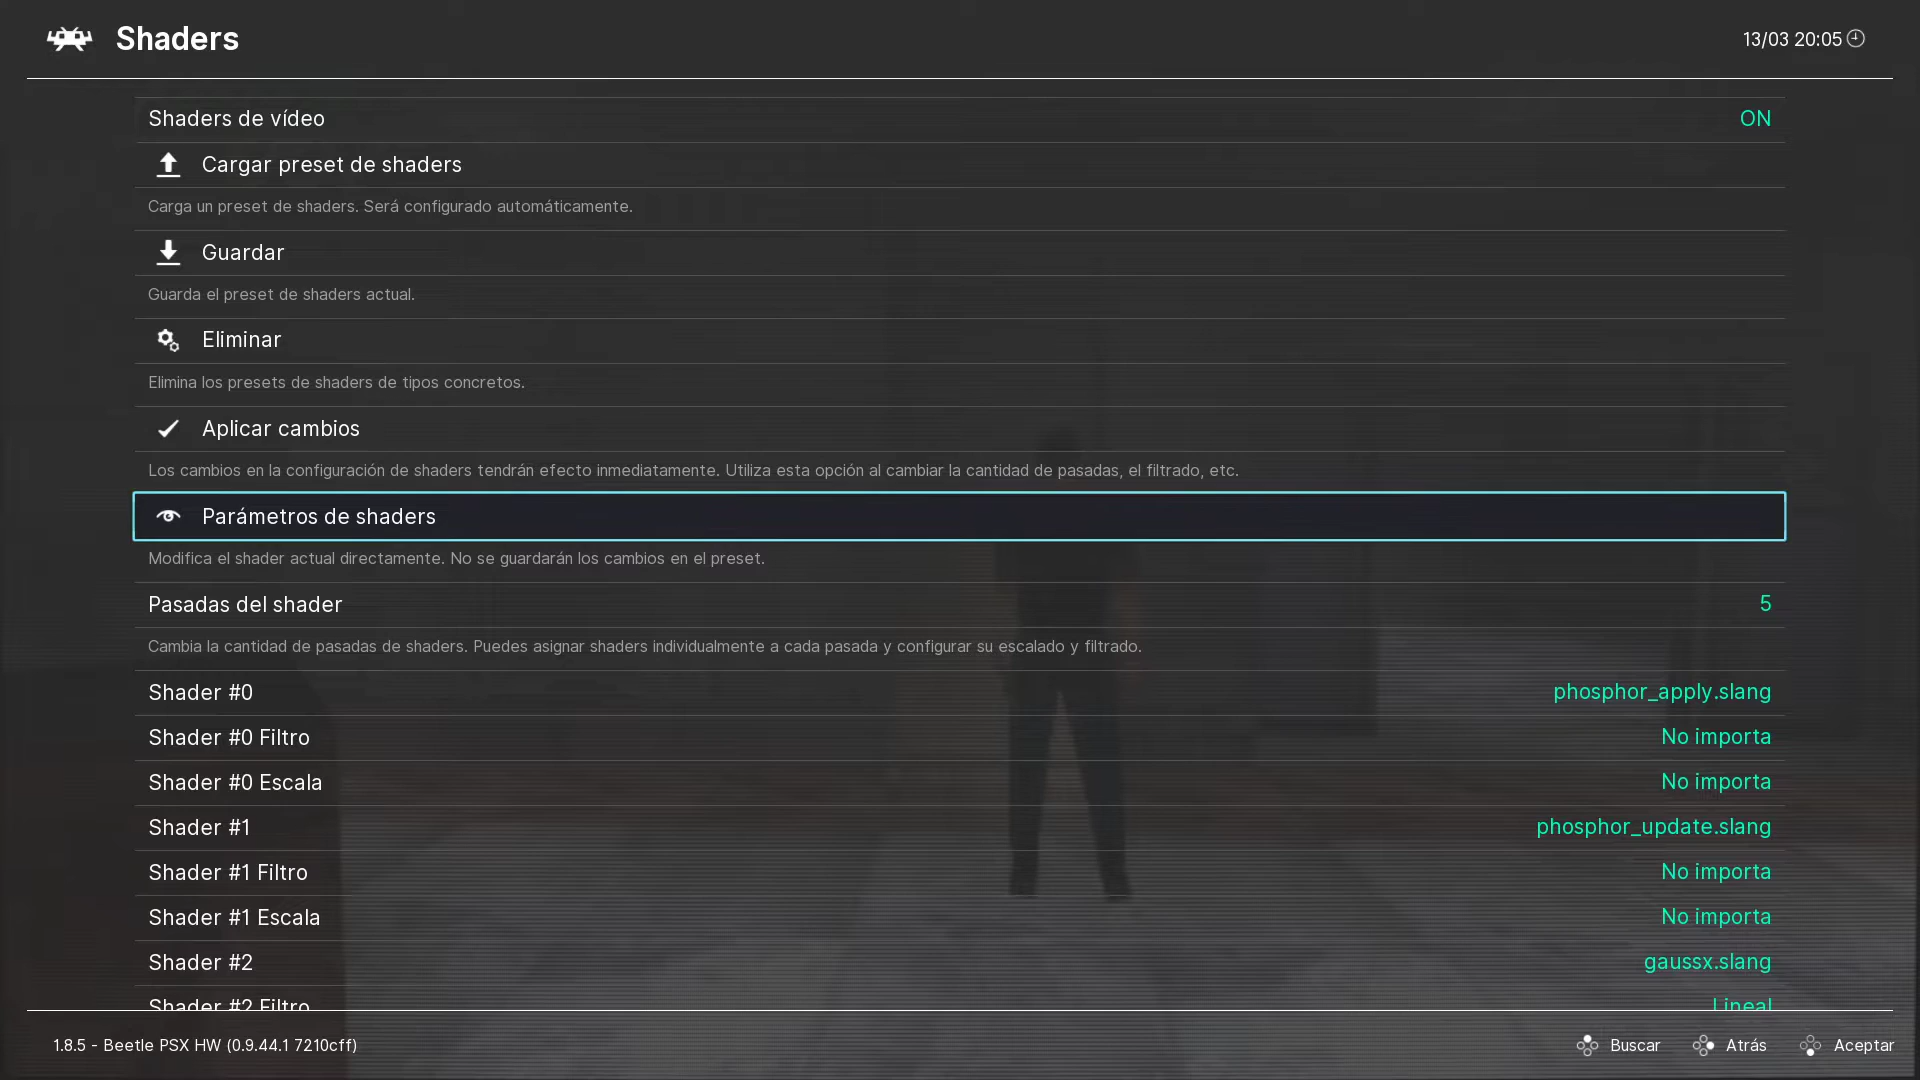 Shaders
13/03 20:05
Shaders de vídeo ON
Cargar preset de shaders
Carga un preset de shaders. Será configurado automáticamente.
Guardar
Guarda el preset de shaders actual.
Eliminar
Elimina los presets de shaders de tipos concretos.
Aplicar cambios
Los cambios en la configuración de shaders tendrán efecto inmediatamente. Utiliza esta opción al cambiar la cantidad de pasadas, el filtrado, etc.
Parámetros de shaders
Modifica el shader actual directamente. No se guardarán los cambios en el preset.
Pasadas del shader 5
Cambia la cantidad de pasadas de shaders. Puedes asignar shaders individualmente a cada pasada y configurar su escalado y filtrado.
Shader #0 phosphor_apply.slang
Shader #0 Filtro No importa
Shader #0 Escala No importa
Shader #1 phosphor_update.slang
Shader #1 Filtro No importa
Shader #1 Escala No importa
Shader #2 gaussx.slang
Shader #2 Filtro Lineal
1.8.5 - Beetle PSX HW (0.9.44.1 7210cff)
Buscar Atrás Aceptar